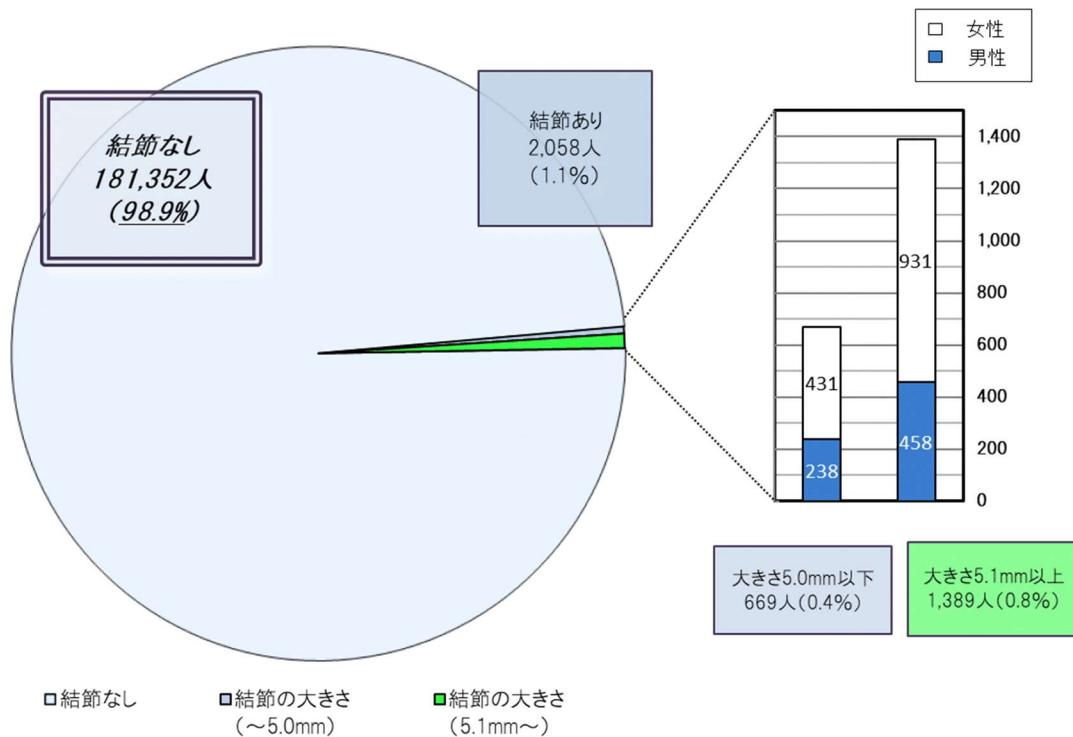 女性
男性
結節なし
181,352人
(98.9%)
結節あり
2,058人
(1.1%)
1,400
1,200
1,000
800
600
400
200
0
931
431
458
238
大きさ5.0mm以下
669人(0.4%)
大きさ5.1mm以上
1,389人(0.8%)
結節なし
結節の大きさ
(～5.0mm)
結節の大きさ
(5.1mm～)